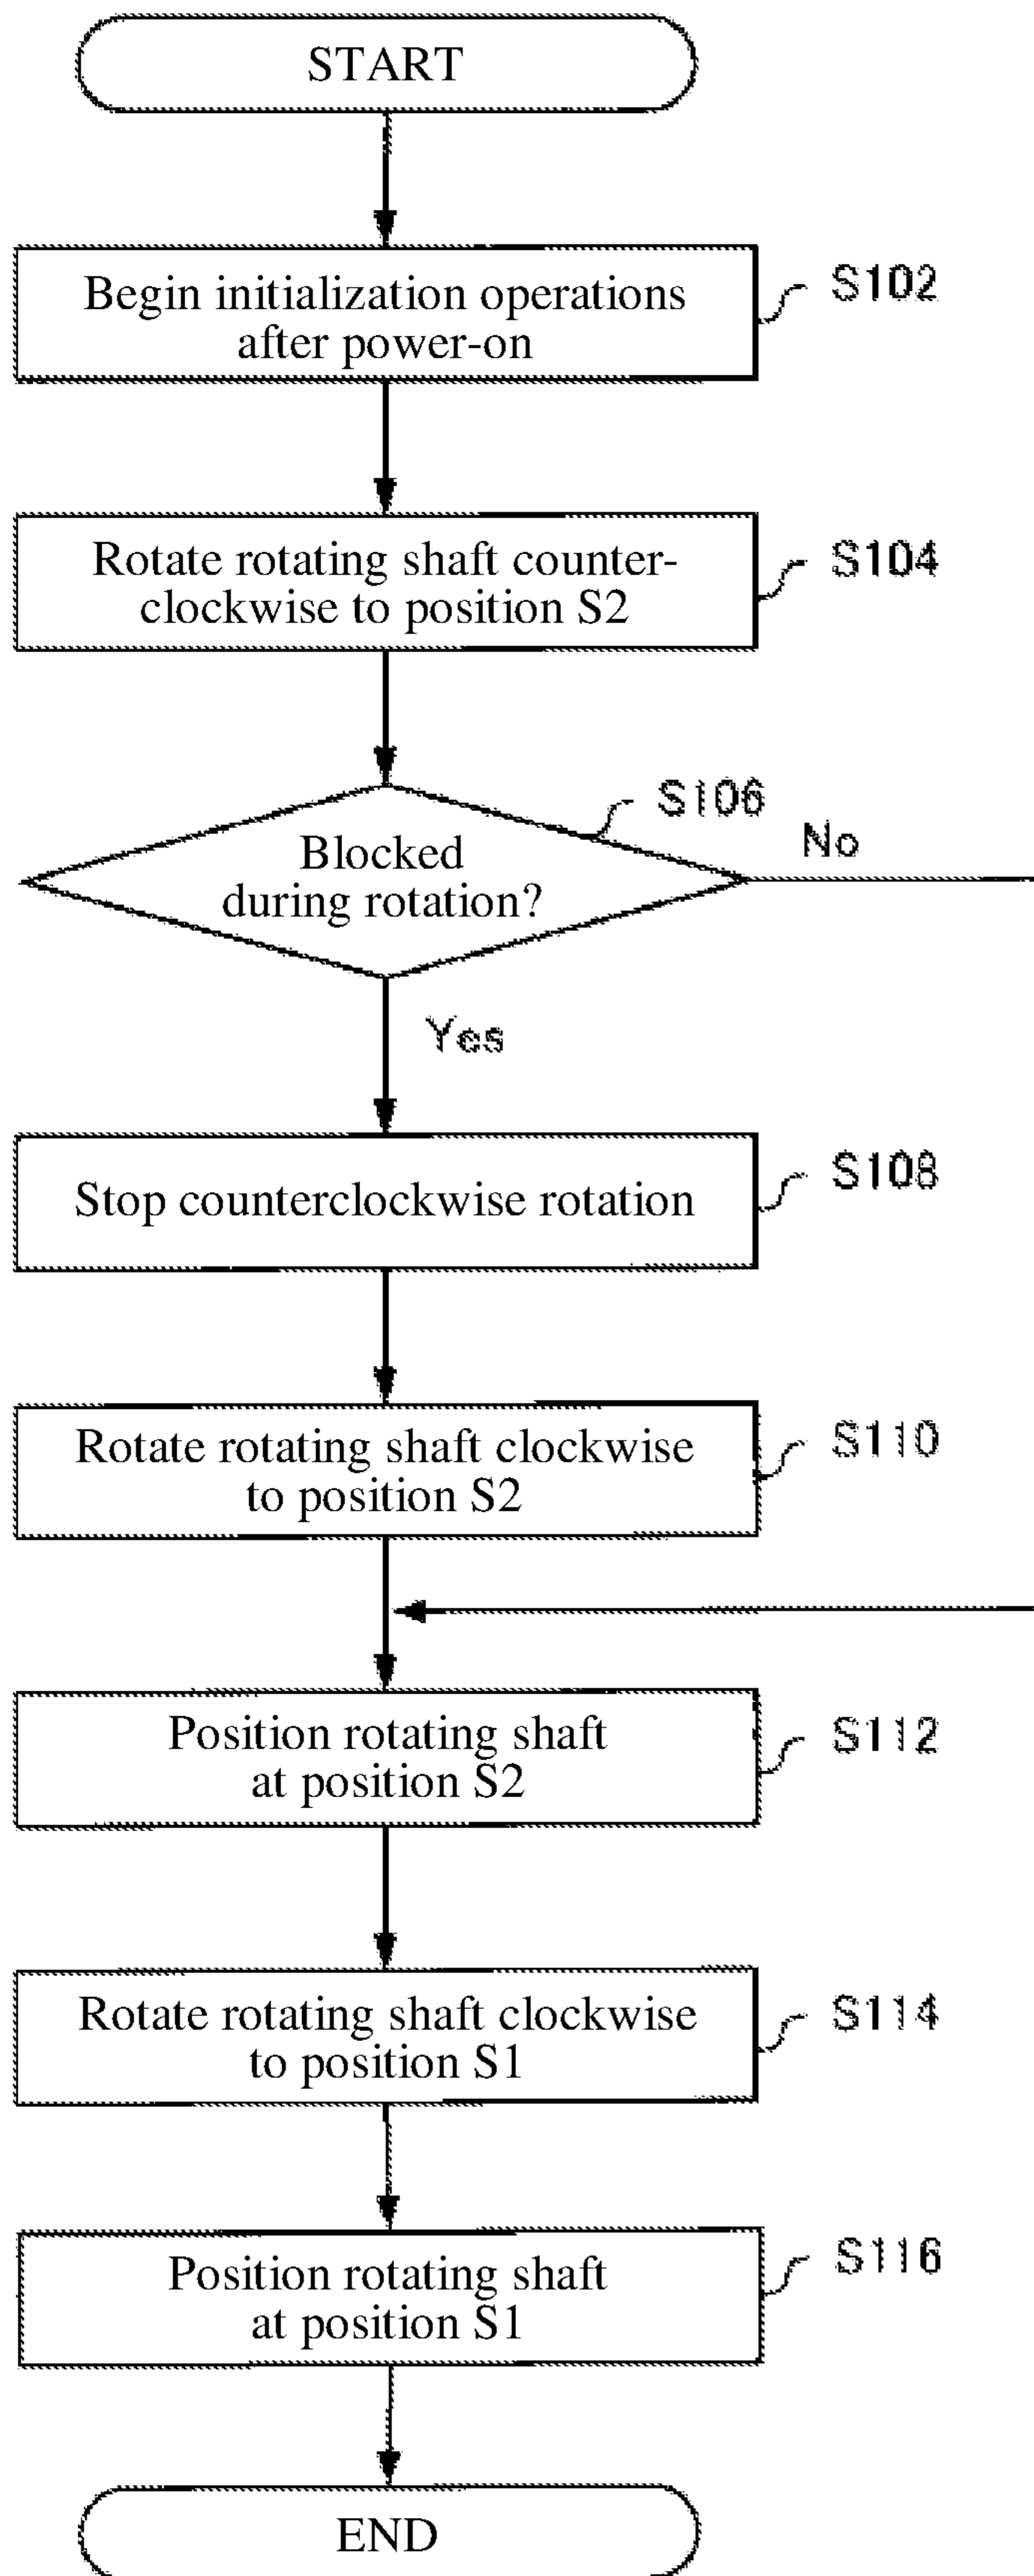 START
Begin initialization operations
after power-on
S102
Rotate rotating shaft counter-
clockwise to position S2
S104
S106
Blocked
during rotation?
No
Yes
Stop counterclockwise rotation
S108
Rotate rotating shaft clockwise
to position S2
S110
Position rotating shaft
at position S2
S112
Rotate rotating shaft clockwise
to position S1
S114
Position rotating shaft
at position S1
S116
END